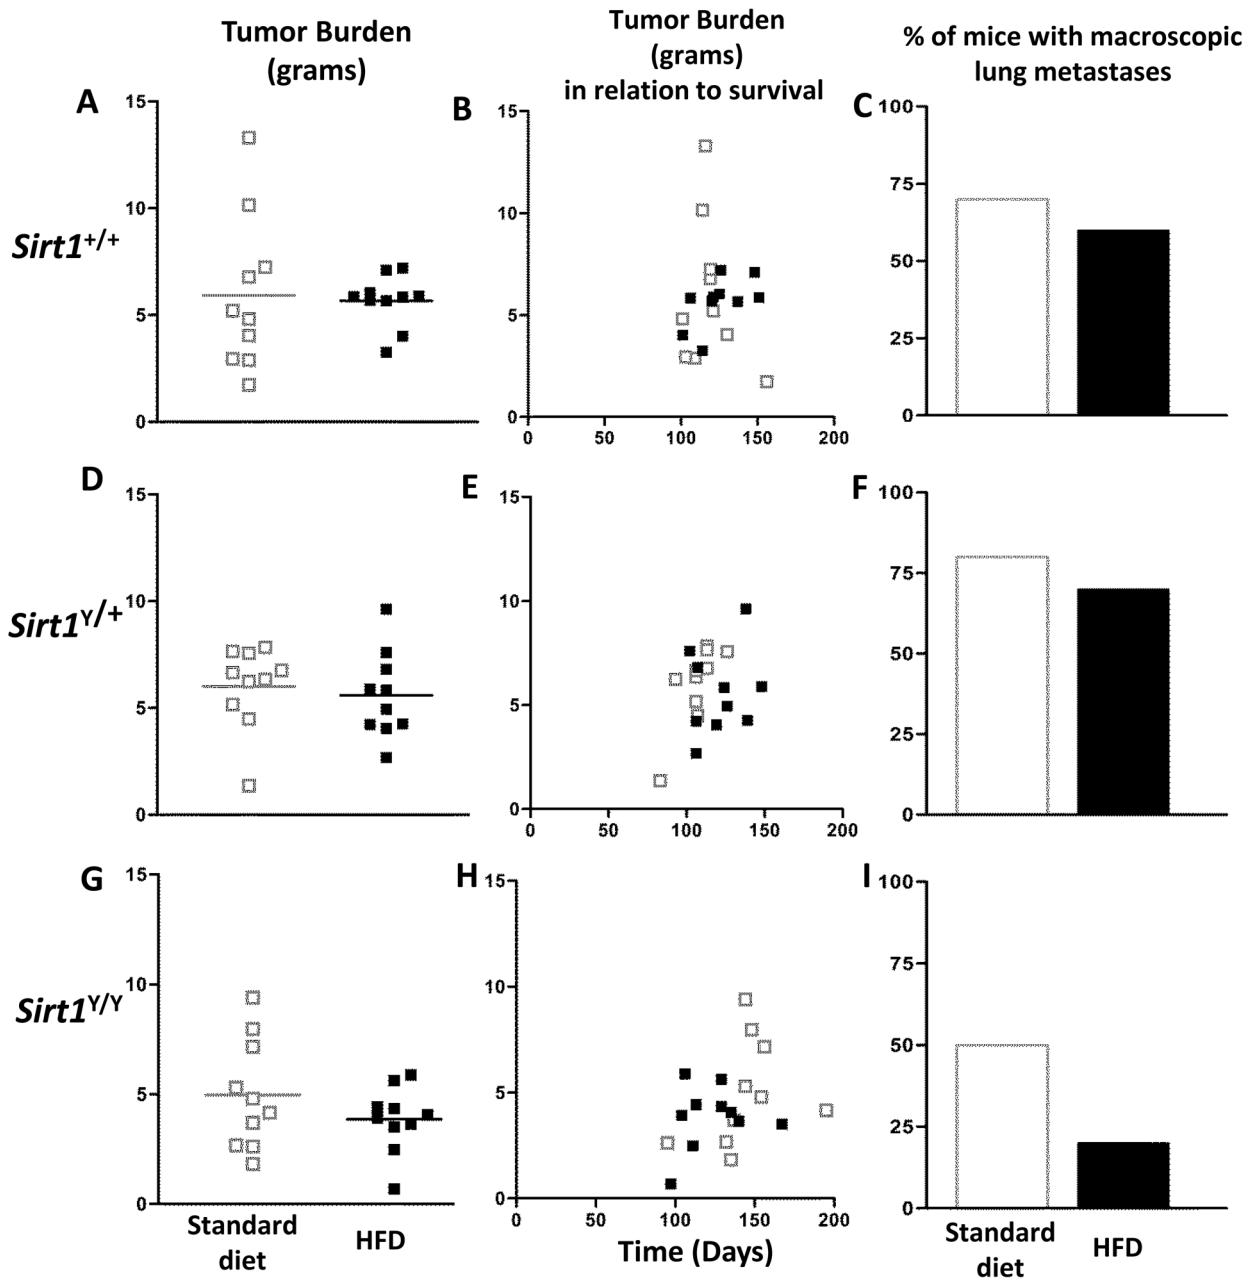 Tumor Burden
(grams)
Tumor Burden
(grams)
in relation to survival
% of mice with macroscopic
lung metastases
A
15
10
5
0
B
15
10
5
0
0 50 100 150 200
C
100
75
50
25
0
Sirt1+/+
D
15
10
5
0
E
15
10
5
0
0 50 100 150 200
F
100
75
50
25
0
Sirt1Y/+
G
15
10
5
0
H
15
10
5
0
0 50 100 150 200
I
100
75
50
25
0
Sirt1Y/Y
Standard
diet
HFD
Time (Days)
Standard
diet
HFD